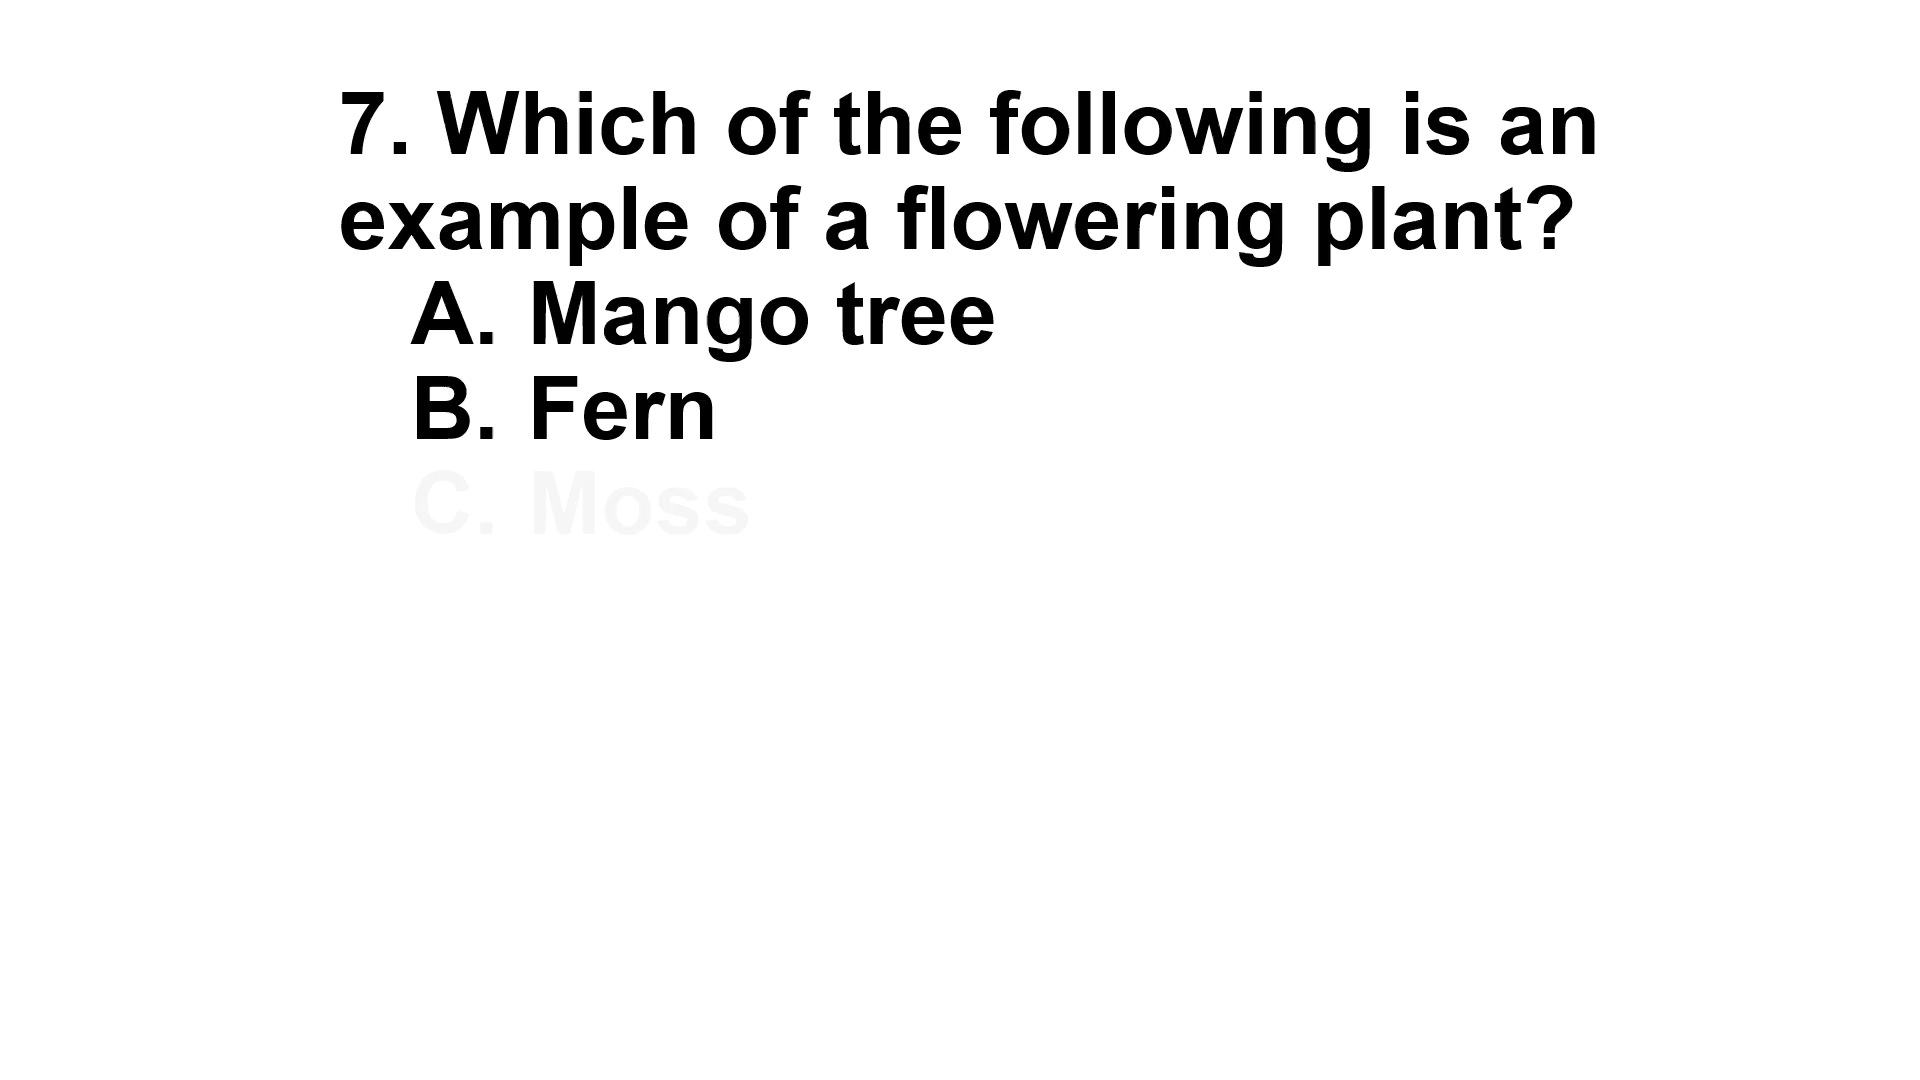 7. Which of the following is an
example of a flowering plant?
A. Mango tree
B. Fern
C. Moss